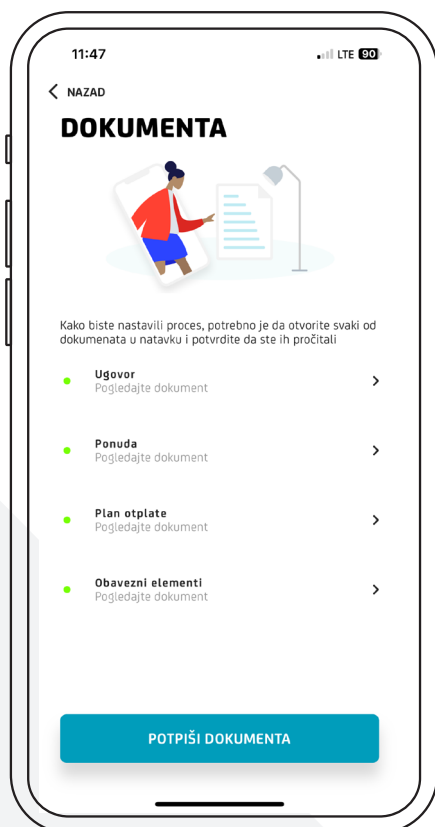 11:47
LTE 90
NAZAD
DOKUMENTA
Kako biste nastavili proces, potrebno je da otvorite svaki od
dokumenata u natavku i potvrdite da ste ih pročitali
Ugovor
Pogledajte dokument
Ponuda
Pogledajte dokument
Plan otplate
Pogledajte dokument
Obavezni elementi
Pogledajte dokument
POTPIŠI DOKUMENTA